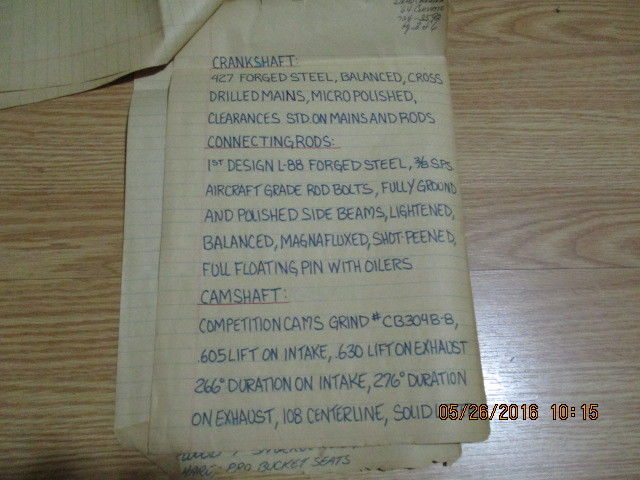 CRANKSHAFT:
427 FORGED STEEL, BALANCED, CROSS
DRILLED MAINS, MICRO POLISHED,
CLEARANCES STD. ON MAINS AND RODS
CONNECTING RODS:
1ST DESIGN L-88 FORGED STEEL, 3/8 S.P.S.
AIRCRAFT GRADE ROD BOLTS, FULLY GROUND
AND POLISHED SIDE BEAMS, LIGHTENED,
BALANCED, MAGNAFLUXED, SHOT-PEENED,
FULL FLOATING PIN WITH OILERS
CAMSHAFT:
COMPETITION CAMS GRIND # CB304B-B,
.605 LIFT ON INTAKE, .630 LIFT ON EXHAUST
266° DURATION ON INTAKE, 276° DURATION
ON EXHAUST, 108 CENTERLINE, SOLID
05/26/2016 10:15
PRO BUCKET SEATS